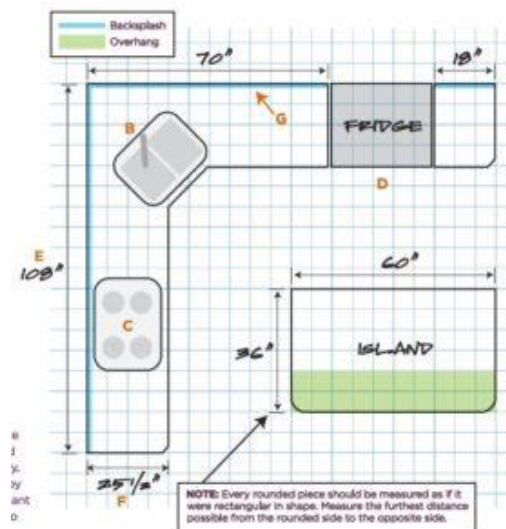 Backsplash
Overhang
70"
18"
B
G
FRIDGE
D
E
108"
60"
C
36"
ISLAND
25 1/2"
F
NOTE: Every rounded piece should be measured as if it
were rectangular in shape. Measure the furthest distance
possible from the rounded side to the opposite side.